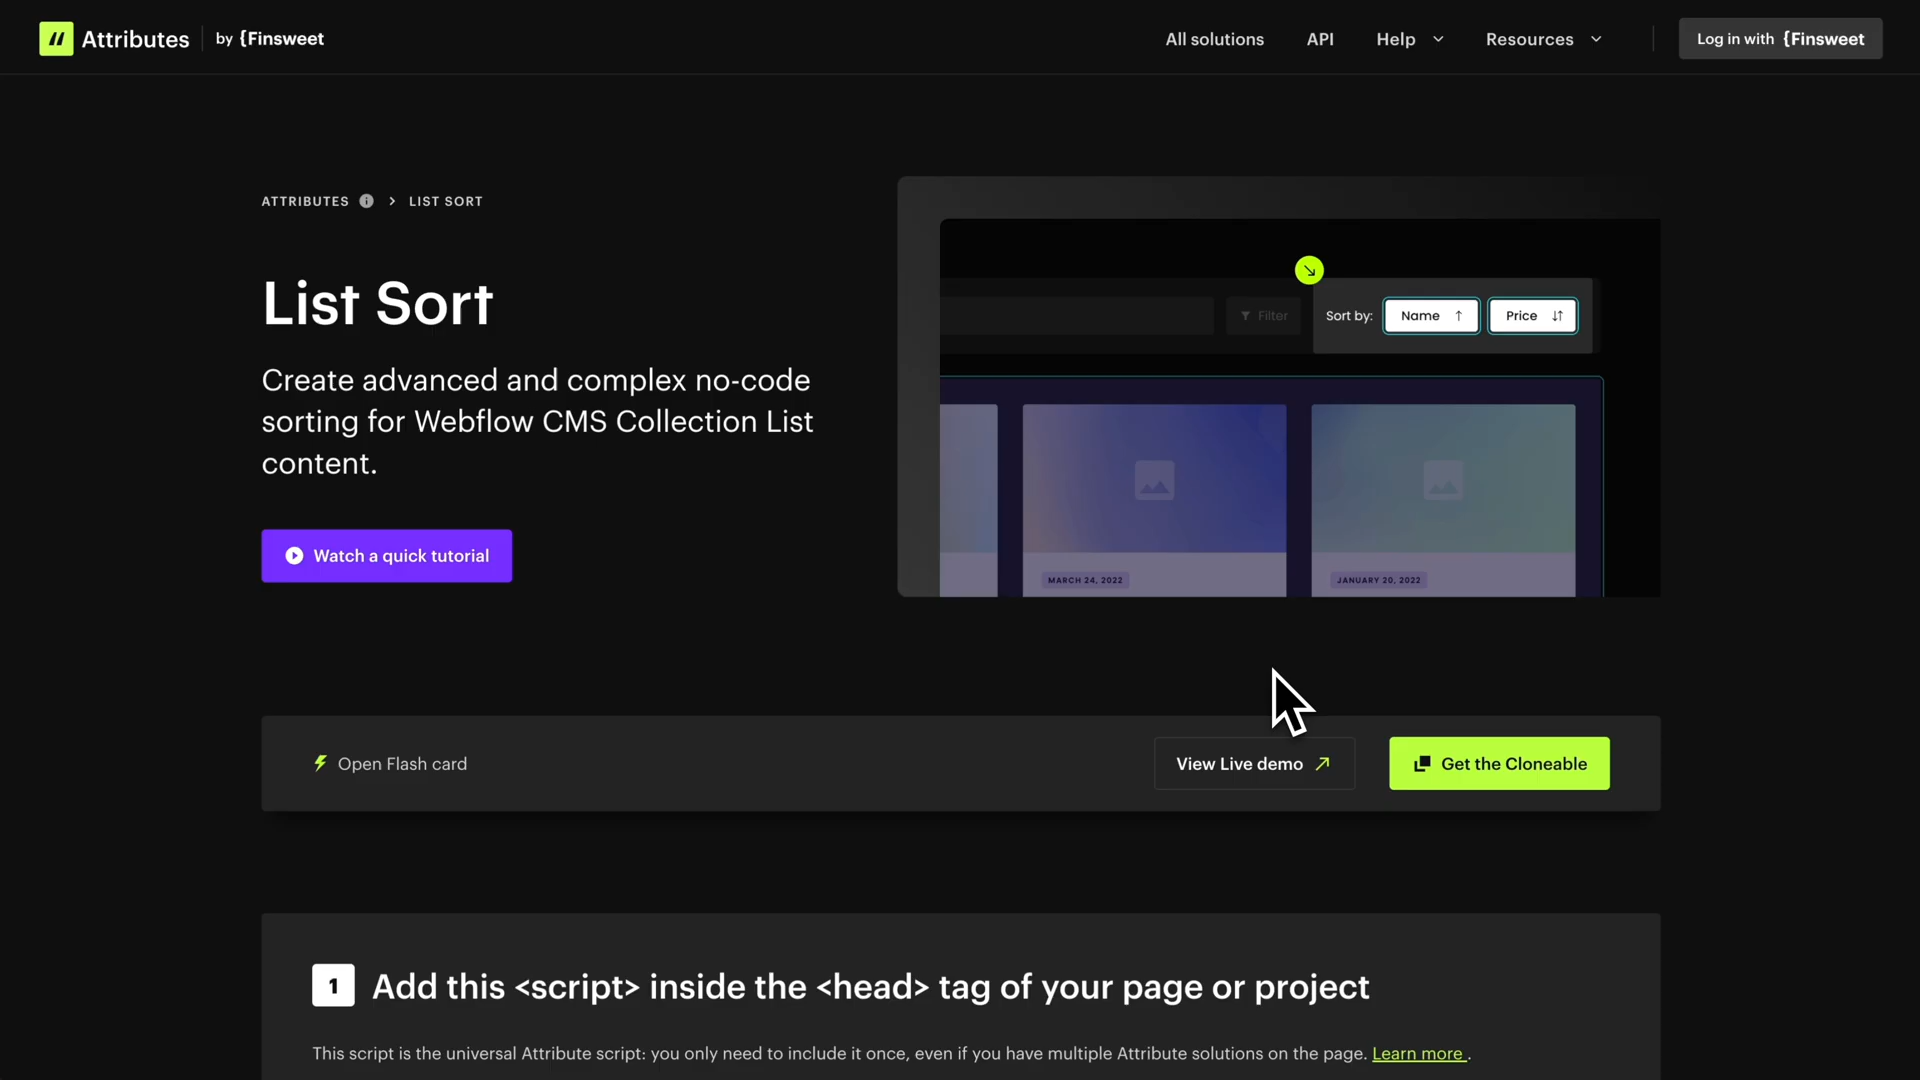 Attributes by {Finsweet
All solutions API Help Resources Log in with {Finsweet
ATTRIBUTES > LIST SORT
List Sort
Create advanced and complex no-code
sorting for Webflow CMS Collection List
content.
Watch a quick tutorial
Filter Sort by: Name ↑ Price ↓↑
MARCH 24, 2022 JANUARY 20, 2022
Open Flash card View Live demo Get the Cloneable
1 Add this <script> inside the <head> tag of your page or project
This script is the universal Attribute script: you only need to include it once, even if you have multiple Attribute solutions on the page. Learn more .